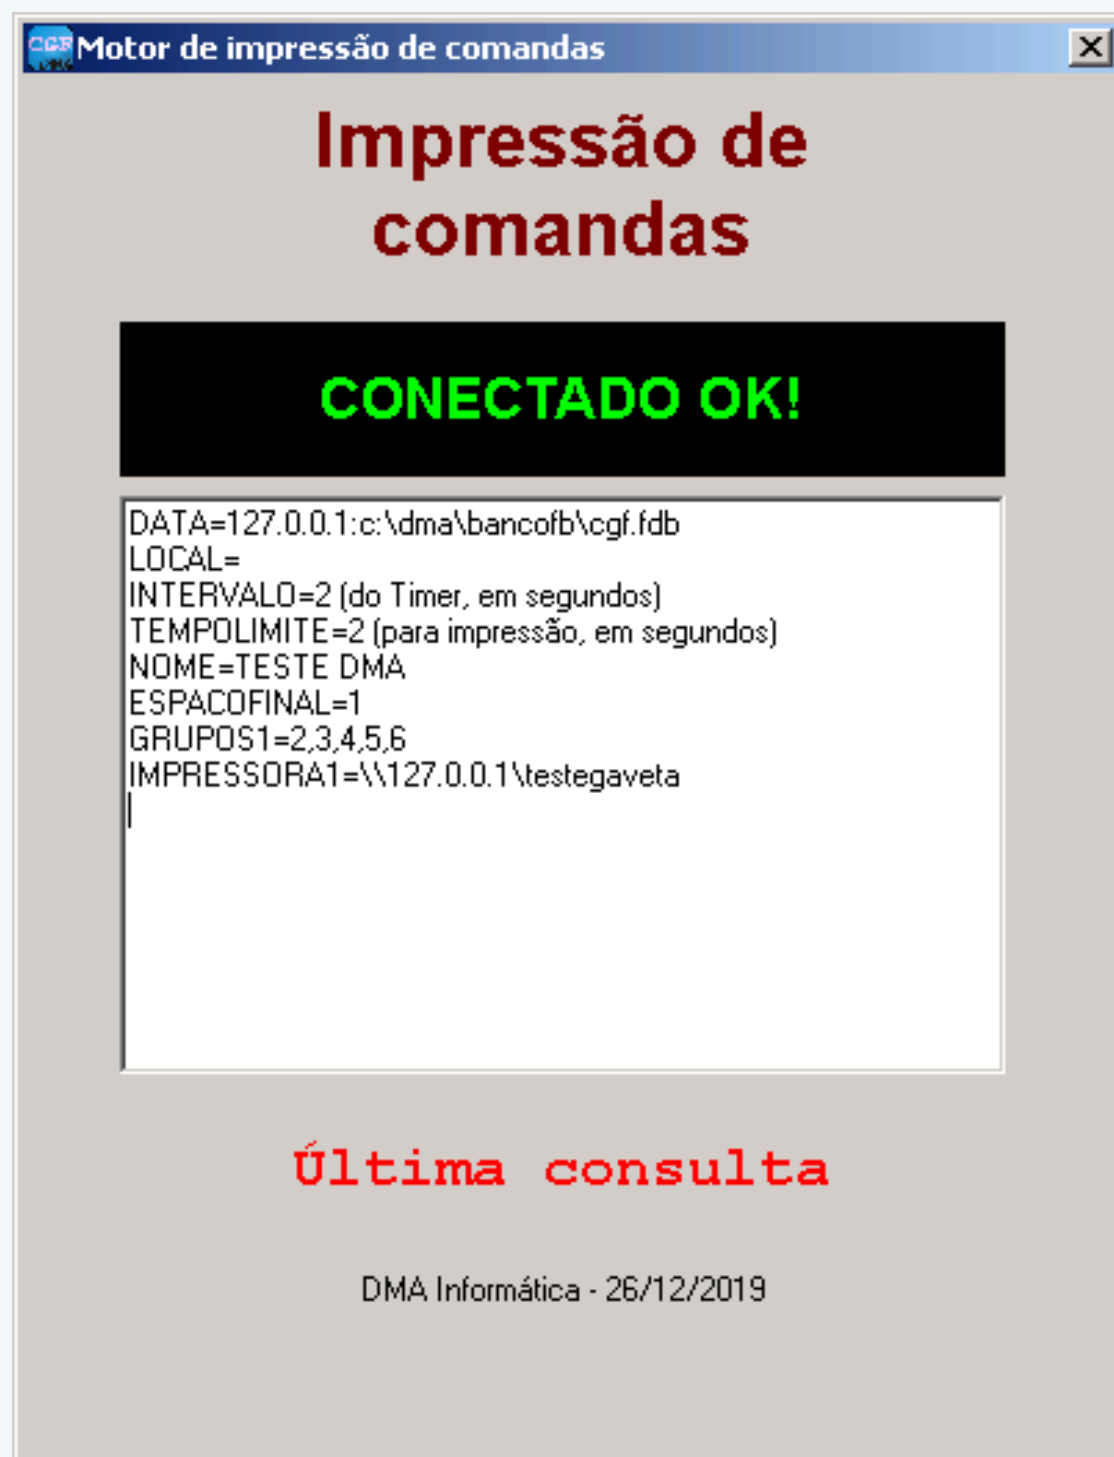 CGF
Motor de impressão de comandas
Impressão de
comandas
CONECTADO OK!
DATA=127.0.0.1:c:\dma\bancofb\cgf.fdb
LOCAL=
INTERVALO=2 (do Timer, em segundos)
TEMPOLIMITE=2 (para impressão, em segundos)
NOME=TESTE DMA
ESPACOFINAL=1
GRUPOS1=2,3,4,5,6
IMPRESSORA1=\\127.0.0.1\testegaveta
Última consulta
DMA Informática - 26/12/2019